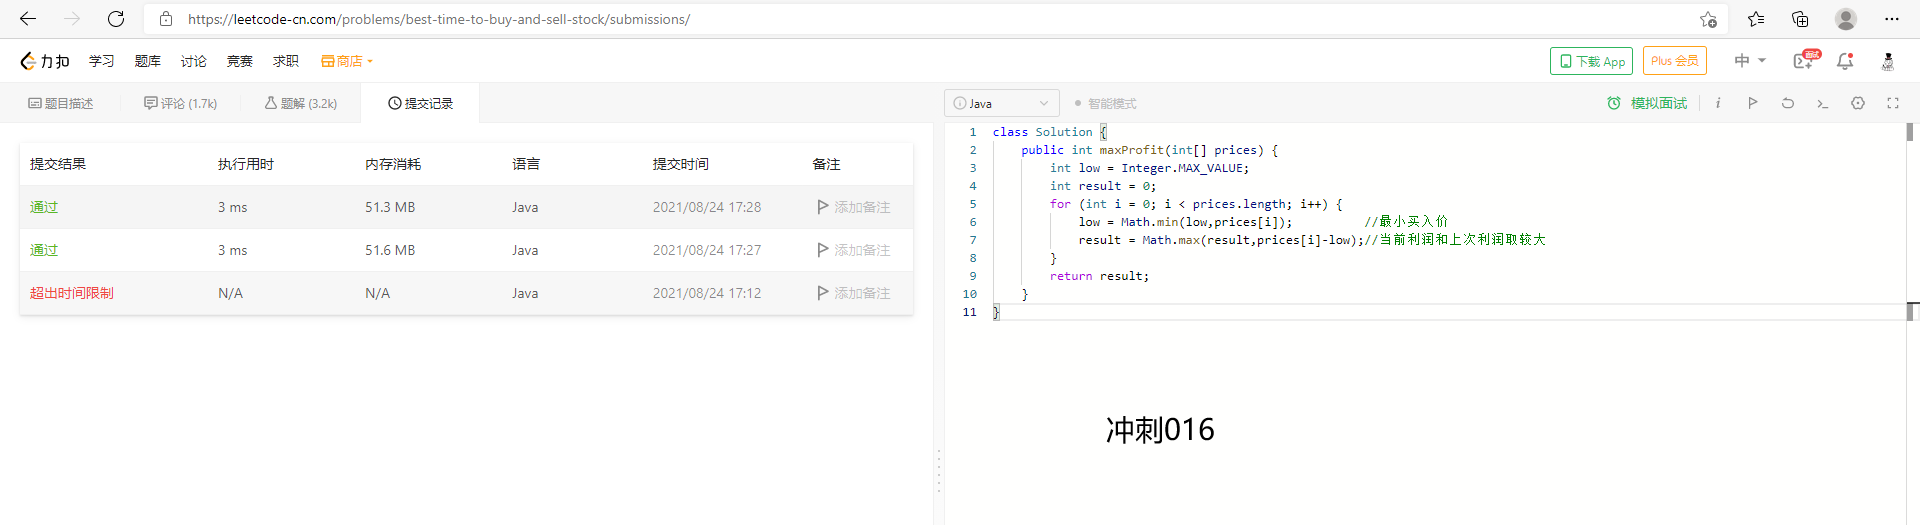 https://leetcode-cn.com/problems/best-time-to-buy-and-sell-stock/submissions/
力扣 学习 题库 讨论 竞赛 求职 商店 下载 App Plus 会员 中 面试
题目描述 评论 (1.7k) 题解 (3.2k) 提交记录
提交结果 执行用时 内存消耗 语言 提交时间 备注
通过 3 ms 51.3 MB Java 2021/08/24 17:28 添加备注
通过 3 ms 51.6 MB Java 2021/08/24 17:27 添加备注
超出时间限制 N/A N/A Java 2021/08/24 17:12 添加备注
Java 智能模式 模拟面试
1 class Solution {
2 public int maxProfit(int[] prices) {
3 int low = Integer.MAX_VALUE;
4 int result = 0;
5 for (int i = 0; i < prices.length; i++) {
6 low = Math.min(low,prices[i]); //最小买入价
7 result = Math.max(result,prices[i]-low);//当前利润和上次利润取较大
8 }
9 return result;
10 }
11 }
冲刺016